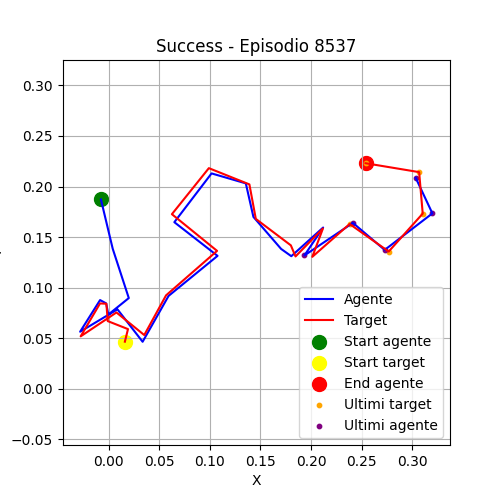 Success - Episodio 8537
0.30
0.25
0.20
0.15
0.10
0.05
0.00
−0.05
0.00
0.05
0.10
0.15
0.20
0.25
0.30
X
Agente
Target
Start agente
Start target
End agente
Ultimi target
Ultimi agente